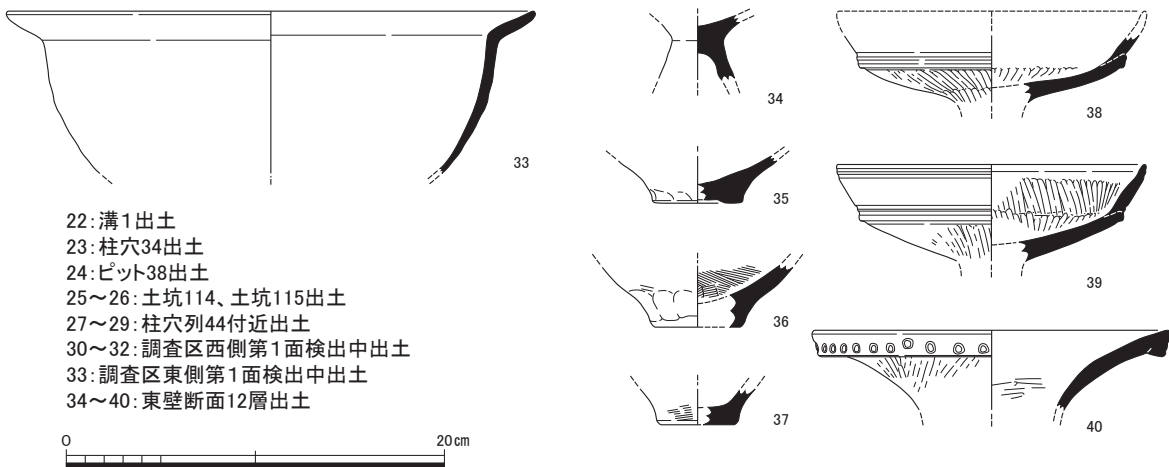 33
34
35
36
37
38
39
40
22:溝1出土
23:柱穴34出土
24:ピット38出土
25~26:土坑114、土坑115出土
27~29:柱穴列44付近出土
30~32:調査区西側第1面検出中出土
33:調査区東側第1面検出中出土
34~40:東壁断面12層出土
0 20㎝